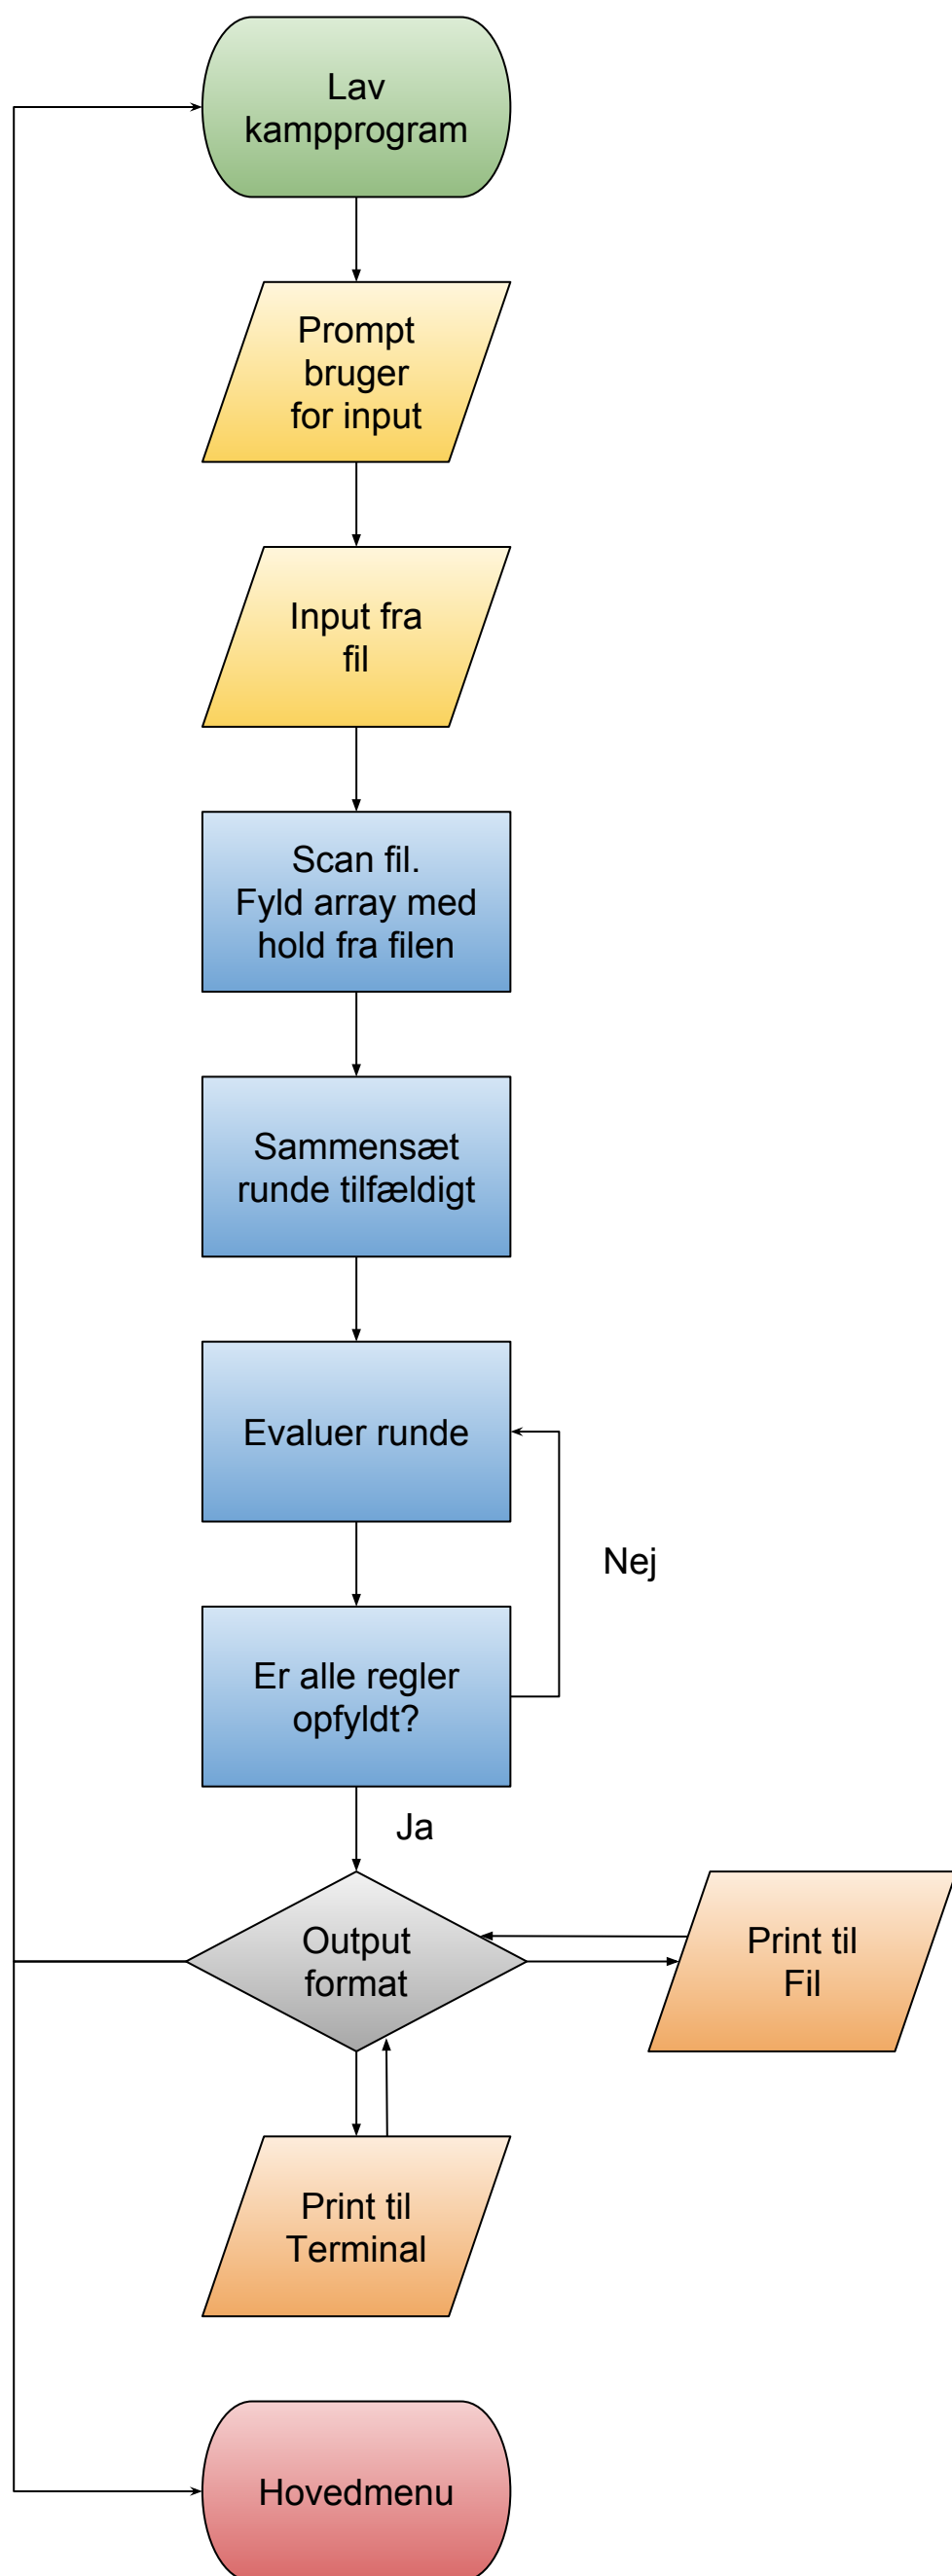 Lav
kampprogram
Prompt
bruger
for input
Input fra
fil
Scan fil.
Fyld array med
hold fra filen
Sammensæt
runde tilfældigt
Evaluer runde
Nej
Er alle regler
opfyldt?
Ja
Output
format
Print til
Fil
Print til
Terminal
Hovedmenu